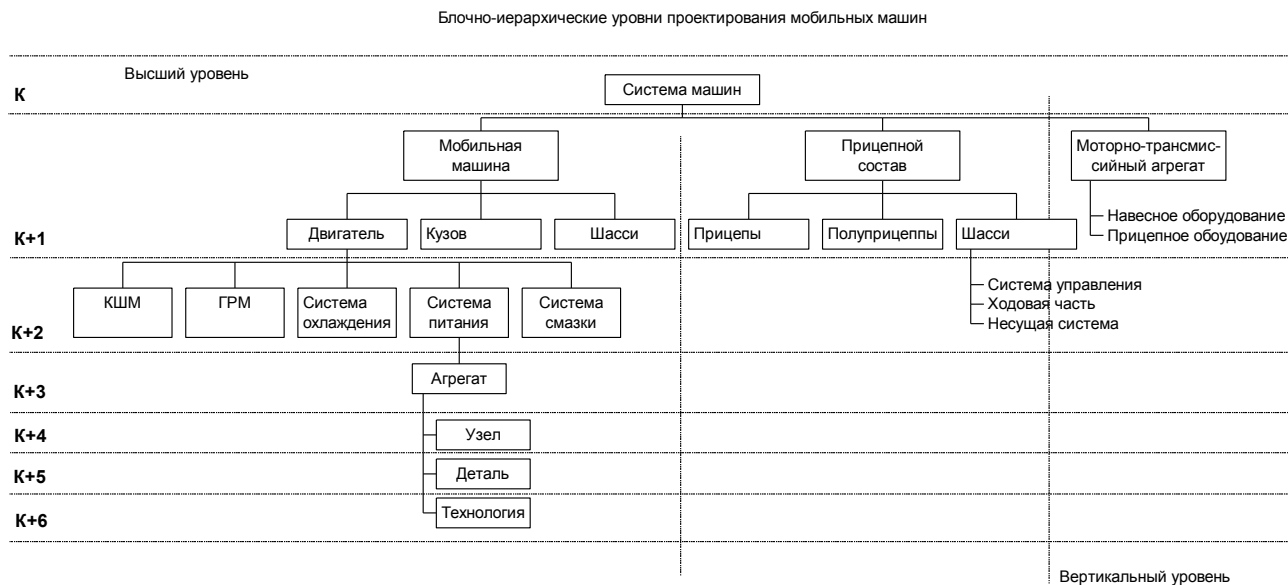 Блочно-иерархические уровни проектирования мобильных машин
Высший уровень
К
Система машин
Мобильная
машина
Прицепной
состав
Моторно-трансмис-
сийный агрегат
К+1
Двигатель
Кузов
Шасси
Прицепы
Полуприцеппы
Шасси
Навесное оборудование
Прицепное обоудование
К+2
КШМ
ГРМ
Система
охлаждения
Система
питания
Система
смазки
Система управления
Ходовая часть
Несущая система
К+3
Агрегат
К+4
Узел
К+5
Деталь
К+6
Технология
Вертикальный уровень